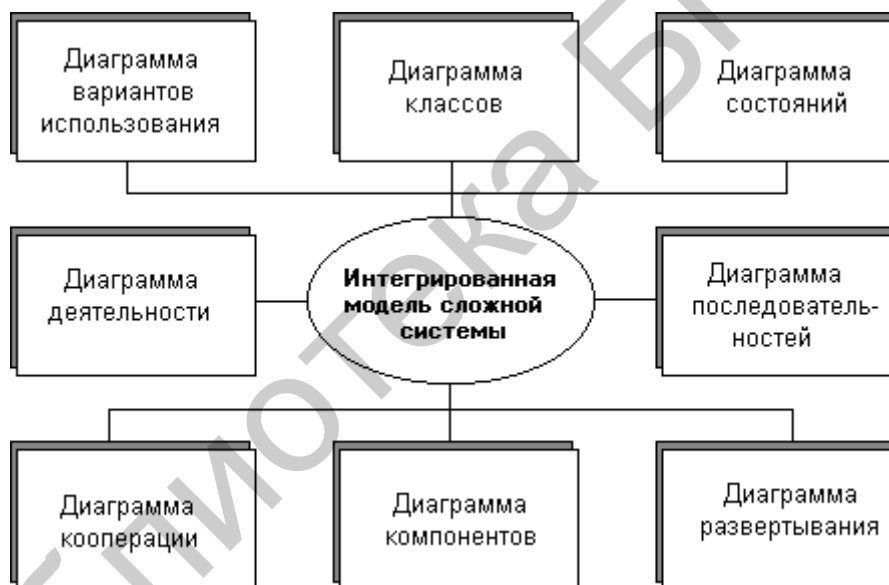 Диаграмма
вариантов
использования
Диаграмма
классов
Диаграмма
состояний
Диаграмма
деятельности
Интегрированная
модель сложной
системы
Диаграмма
последователь-
ностей
Диаграмма
кооперации
Диаграмма
компонентов
Диаграмма
развертывания